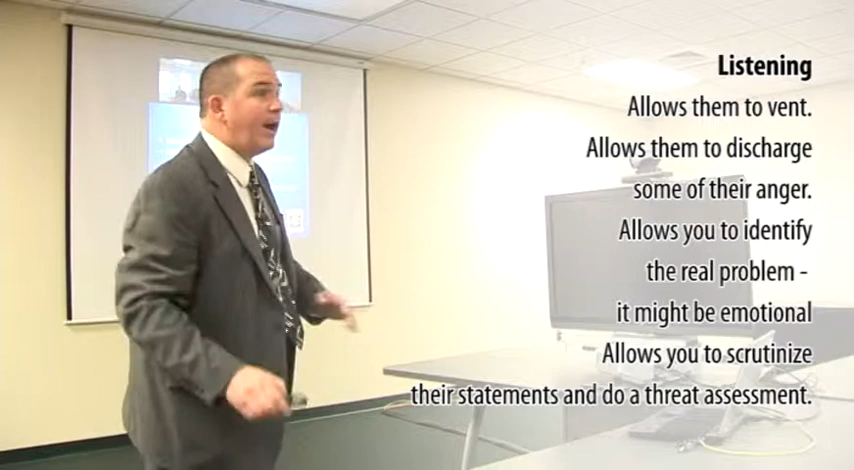 Listening
Allows them to vent.
Allows them to discharge
some of their anger.
Allows you to identify
the real problem -
it might be emotional
Allows you to scrutinize
their statements and do a threat assessment.